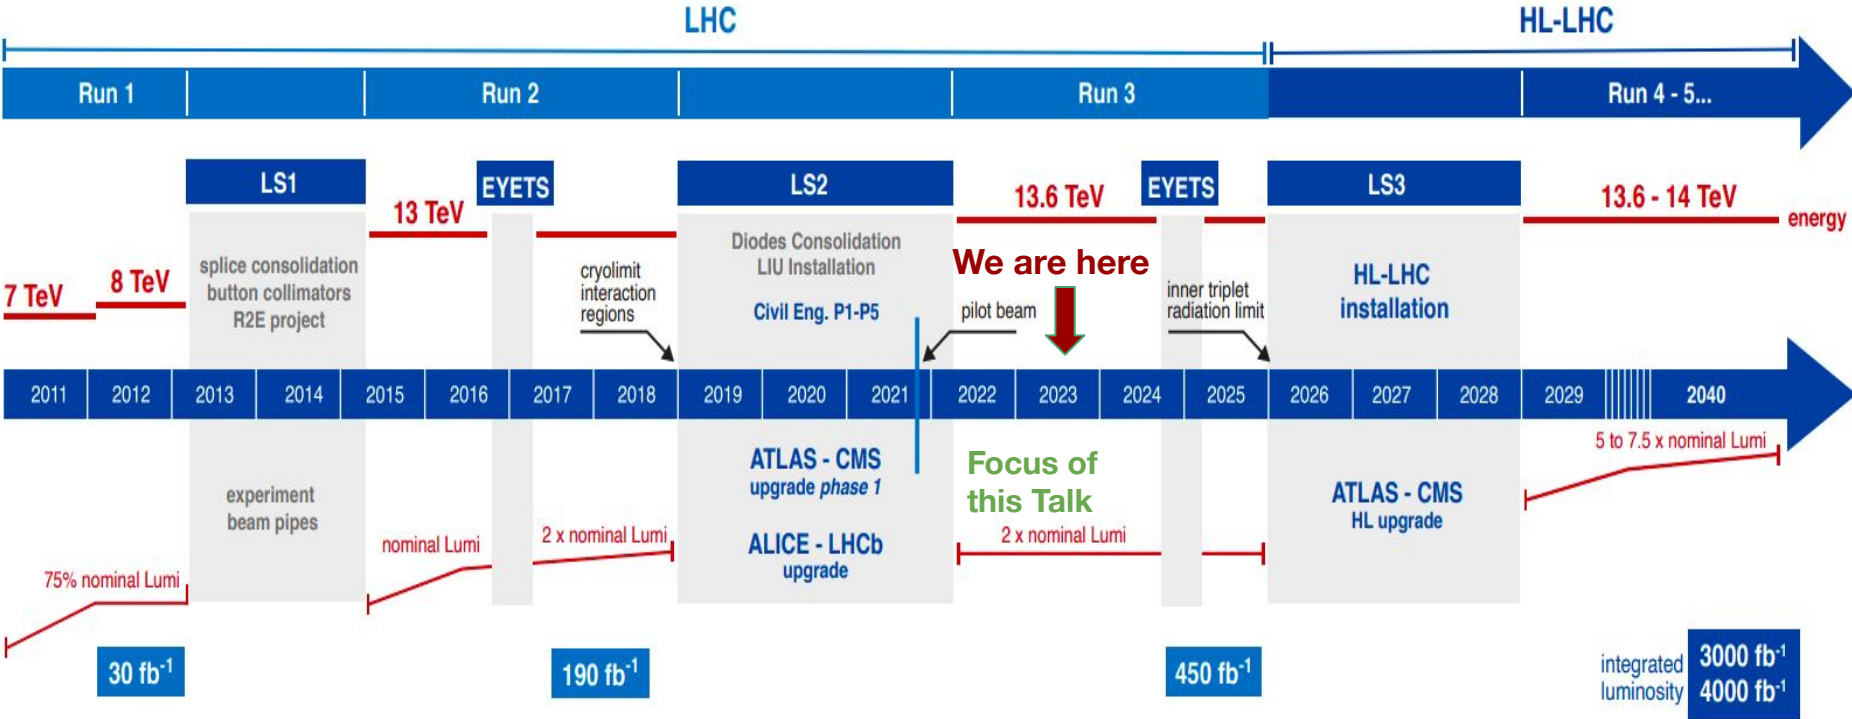 LHC
HL-LHC
Run 1
Run 2
Run 3
Run 4 - 5...
LS1
EYETS
LS2
EYETS
LS3
13 TeV
13.6 TeV
13.6 - 14 TeV
energy
7 TeV
8 TeV
splice consolidation
button collimators
R2E project
cryolimit
interaction
regions
Diodes Consolidation
LIU Installation
Civil Eng. P1-P5
We are here
pilot beam
inner triplet
radiation limit
HL-LHC
installation
2011
2012
2013
2014
2015
2016
2017
2018
2019
2020
2021
2022
2023
2024
2025
2026
2027
2028
2029
2040
5 to 7.5 x nominal Lumi
experiment
beam pipes
ATLAS - CMS
upgrade phase 1
ALICE - LHCb
upgrade
Focus of
this Talk
ATLAS - CMS
HL upgrade
75% nominal Lumi
nominal Lumi
2 x nominal Lumi
2 x nominal Lumi
30 fb-1
190 fb-1
450 fb-1
integrated
luminosity
3000 fb-1
4000 fb-1